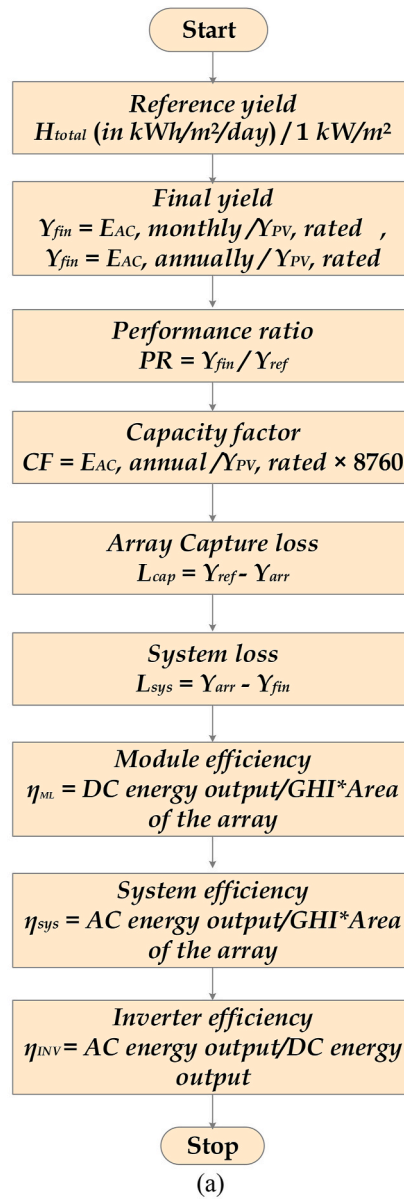 Start
Reference yield
Htotal (in kWh/m²/day) / 1 kW/m²
Final yield
Yfin = EAC, monthly /YPV, rated ,
Yfin = EAC, annually / YPV, rated
Performance ratio
PR = Yfin / Yref
Capacity factor
CF = EAC, annual /YPV, rated × 8760
Array Capture loss
Lcap = Yref - Yarr
System loss
Lsys = Yarr - Yfin
Module efficiency
ηML = DC energy output/GHI*Area
of the array
System efficiency
ηsys = AC energy output/GHI*Area
of the array
Inverter efficiency
ηINV = AC energy output/DC energy
output
Stop
(a)